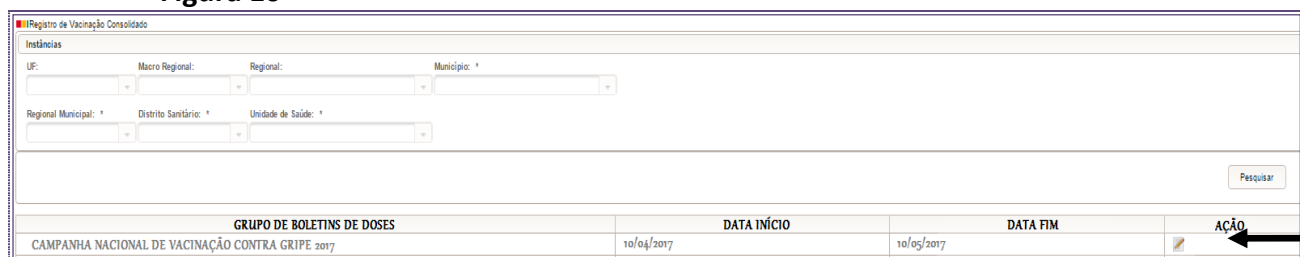 Registro de Vacinação Consolidado
Instâncias
UF: Macro Regional: Regional: Município: *
Regional Municipal: * Distrito Sanitário: * Unidade de Saúde: *
Pesquisar
GRUPO DE BOLETINS DE DOSES DATA INÍCIO DATA FIM AÇÃO
CAMPANHA NACIONAL DE VACINAÇÃO CONTRA GRIPE 2017 10/04/2017 10/05/2017